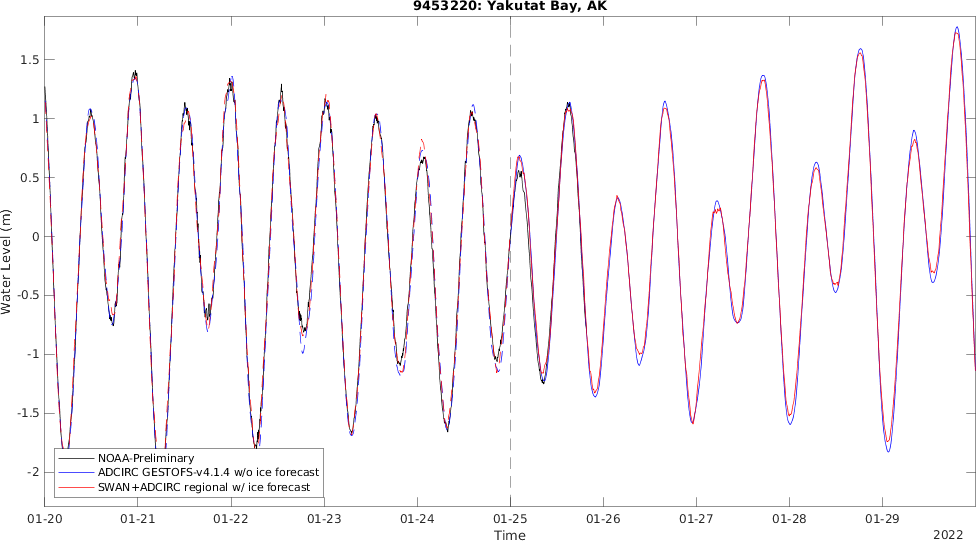 9453220: Yakutat Bay, AK
Water Level (m)
1.5
1
0.5
0
-0.5
-1
-1.5
-2
NOAA-Preliminary
ADCIRC GESTOFS-v4.1.4 w/o ice forecast
SWAN+ADCIRC regional w/ ice forecast
01-20 01-21 01-22 01-23 01-24 01-25 01-26 01-27 01-28 01-29
Time
2022